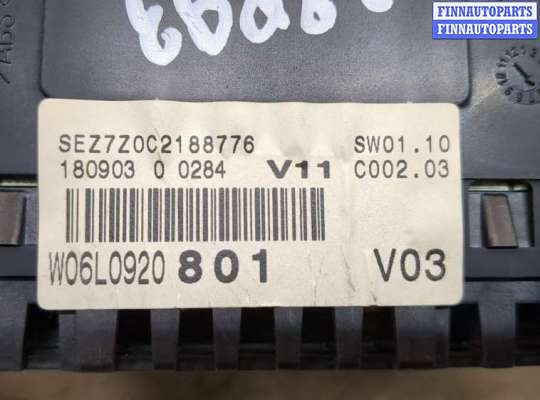 FINNAUTOPARTS
FINNAUTOPARTS
SEZ7Z0C2188776 SW01.10
180903 0 0284 V11 C002.03
W06L0920 801 V03